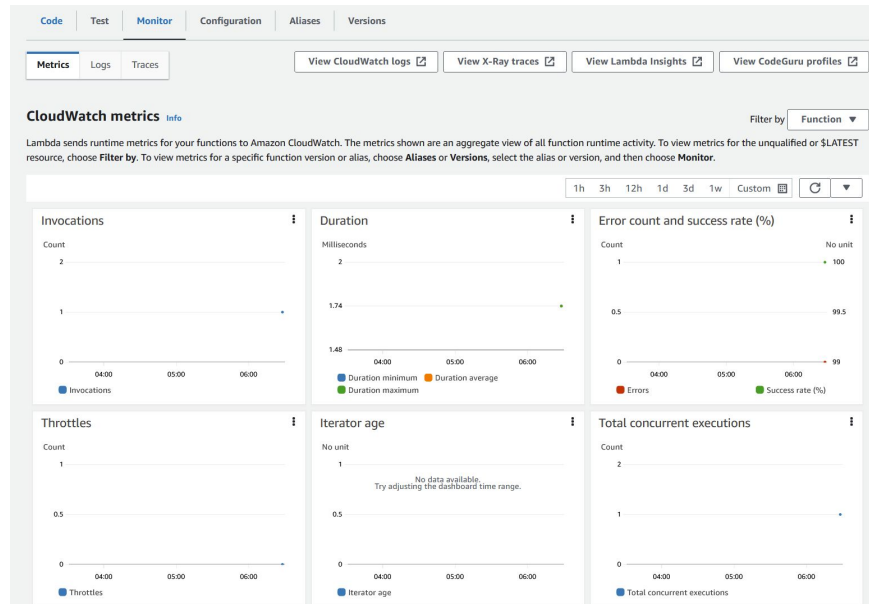 Code Test Monitor Configuration Aliases Versions
Metrics Logs Traces View CloudWatch logs View X-Ray traces View Lambda Insights View CodeGuru profiles
CloudWatch metrics Info Filter by Function
Lambda sends runtime metrics for your functions to Amazon CloudWatch. The metrics shown are an aggregate view of all function runtime activity. To view metrics for the unqualified or $LATEST
resource, choose Filter by. To view metrics for a specific function version or alias, choose Aliases or Versions, select the alias or version, and then choose Monitor.
1h 3h 12h 1d 3d 1w Custom
Invocations
Count
2
1
0
04:00 05:00 06:00
Invocations
Duration
Milliseconds
2
1.74
1.48
04:00 05:00 06:00
Duration minimum Duration average
Duration maximum
Error count and success rate (%)
Count No unit
1 100
0.5 99.5
0 99
04:00 05:00 06:00
Errors Success rate (%)
Throttles
Count
1
0.5
0
04:00 05:00 06:00
Throttles
Iterator age
No unit
1
No data available.
Try adjusting the dashboard time range.
0.5
0
04:00 05:00 06:00
Iterator age
Total concurrent executions
Count
2
1
0
04:00 05:00 06:00
Total concurrent executions